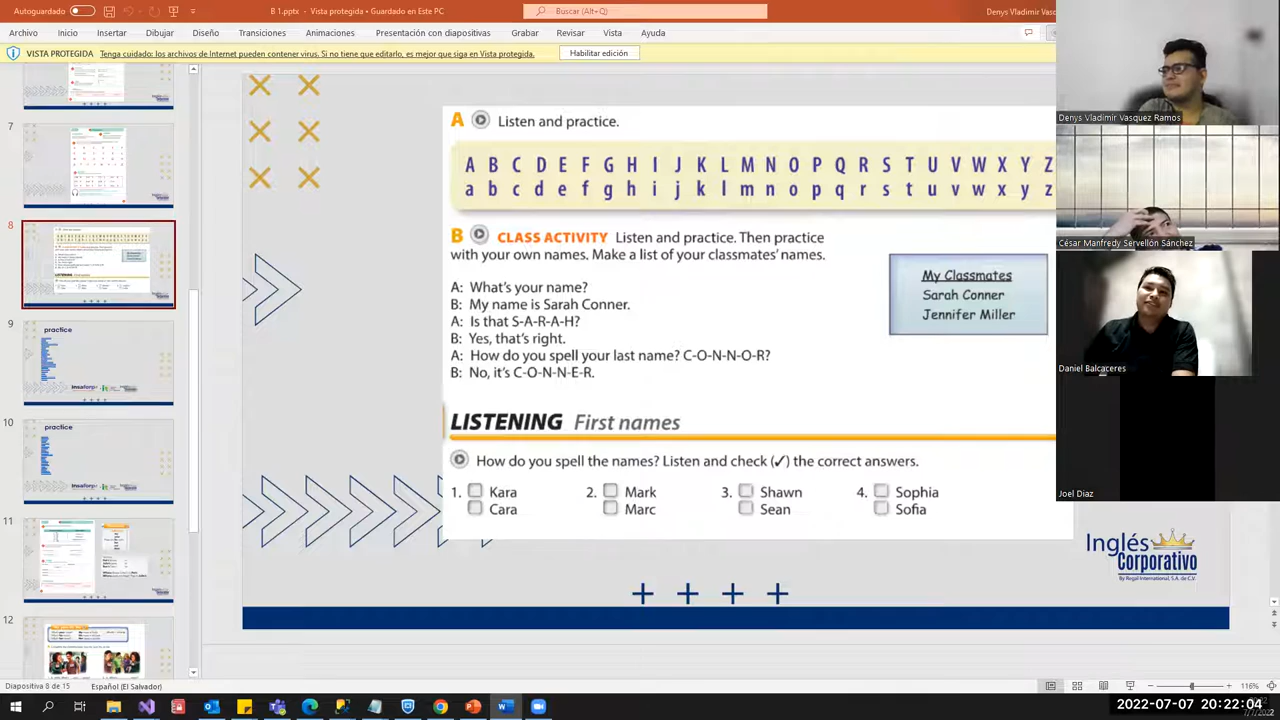 Autoguardado
B 1.pptx - Vista protegida • Guardado en Este PC
Buscar (Alt+Q)
Denys Vladimir Vasq
Archivo Inicio Insertar Dibujar Diseño Transiciones Animaciones Presentación con diapositivas Grabar Revisar Vista Ayuda
VISTA PROTEGIDA Tenga cuidado: los archivos de Internet pueden contener virus. Si no tiene que editarlo, es mejor que siga en Vista protegida. Habilitar edición
8
9
practice
insaforp
10
practice
insaforp
11
12
A Listen and practice.
A B C D E F G H I J K L M N O P Q R S T U V W X Y Z
a b c d e f g h i j k l m n o p q r s t u v w x y z
B CLASS ACTIVITY Listen and practice. Then practice
with your own names. Make a list of your classmates' names.
A: What's your name?
B: My name is Sarah Conner.
A: Is that S-A-R-A-H?
B: Yes, that's right.
A: How do you spell your last name? C-O-N-N-O-R?
B: No, it's C-O-N-N-E-R.
My Classmates
Sarah Conner
Jennifer Miller
LISTENING First names
How do you spell the names? Listen and check (✓) the correct answers.
1. Kara 2. Mark 3. Shawn 4. Sophia
Cara Marc Sean Sofia
Inglés
Corporativo
By Regal International, S.A. de C.V.
Denys Vladimir Vasquez Ramos
César Manfredy Servellón Sánchez
Daniel Balcaceres
Joel Diaz
Diapositiva 8 de 15 Español (El Salvador)
116%
2022-07-07 20:22:04